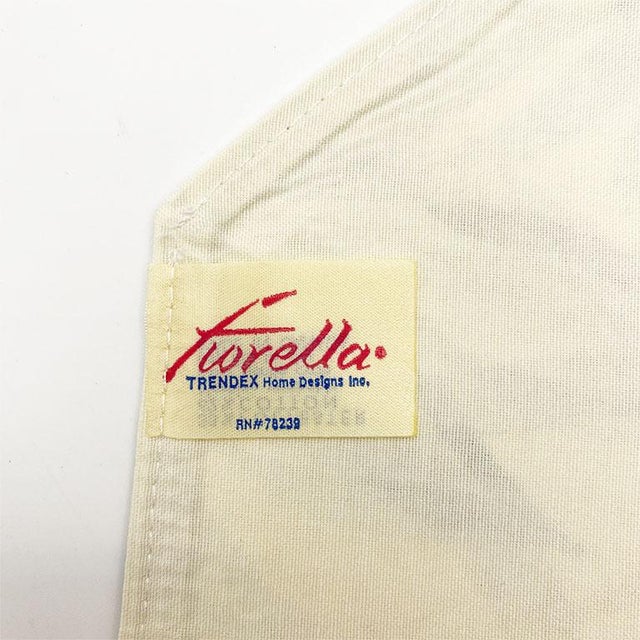 Fiorella
TRENDEX Home Designs Inc.
RN#78239